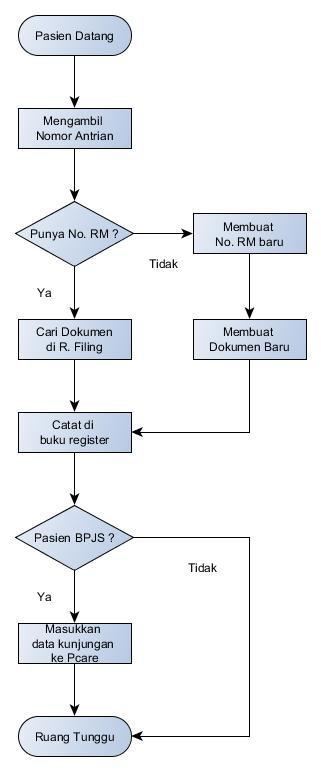 Pasien Datang
Mengambil
Nomor Antrian
Punya No. RM ?
Tidak
Membuat
No. RM baru
Ya
Cari Dokumen
di R. Filing
Membuat
Dokumen Baru
Catat di
buku register
Pasien BPJS ?
Tidak
Ya
Masukkan
data kunjungan
ke Pcare
Ruang Tunggu